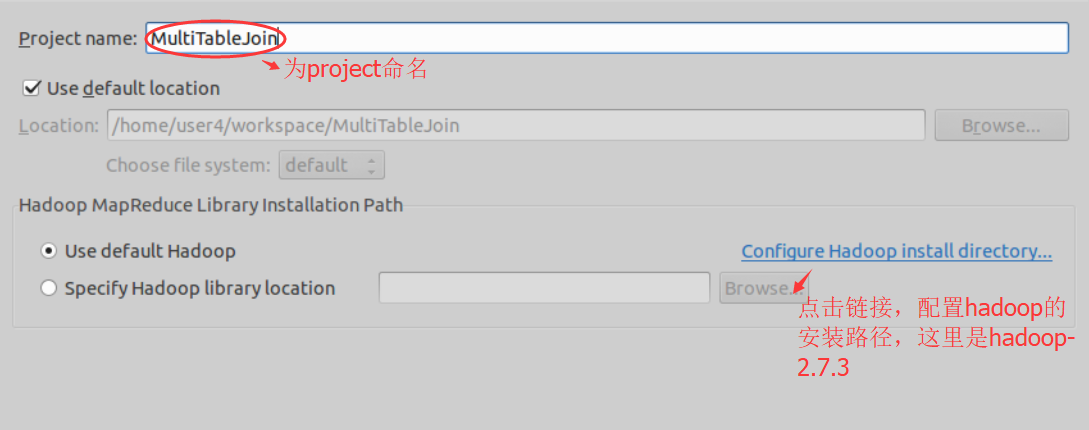 Project name: MultiTableJoin
为project命名
Use default location
Location: /home/user4/workspace/MultiTableJoin Browse...
Choose file system: default
Hadoop MapReduce Library Installation Path
Use default Hadoop Configure Hadoop install directory...
Specify Hadoop library location Browse...
点击链接，配置hadoop的
安装路径，这里是hadoop-
2.7.3